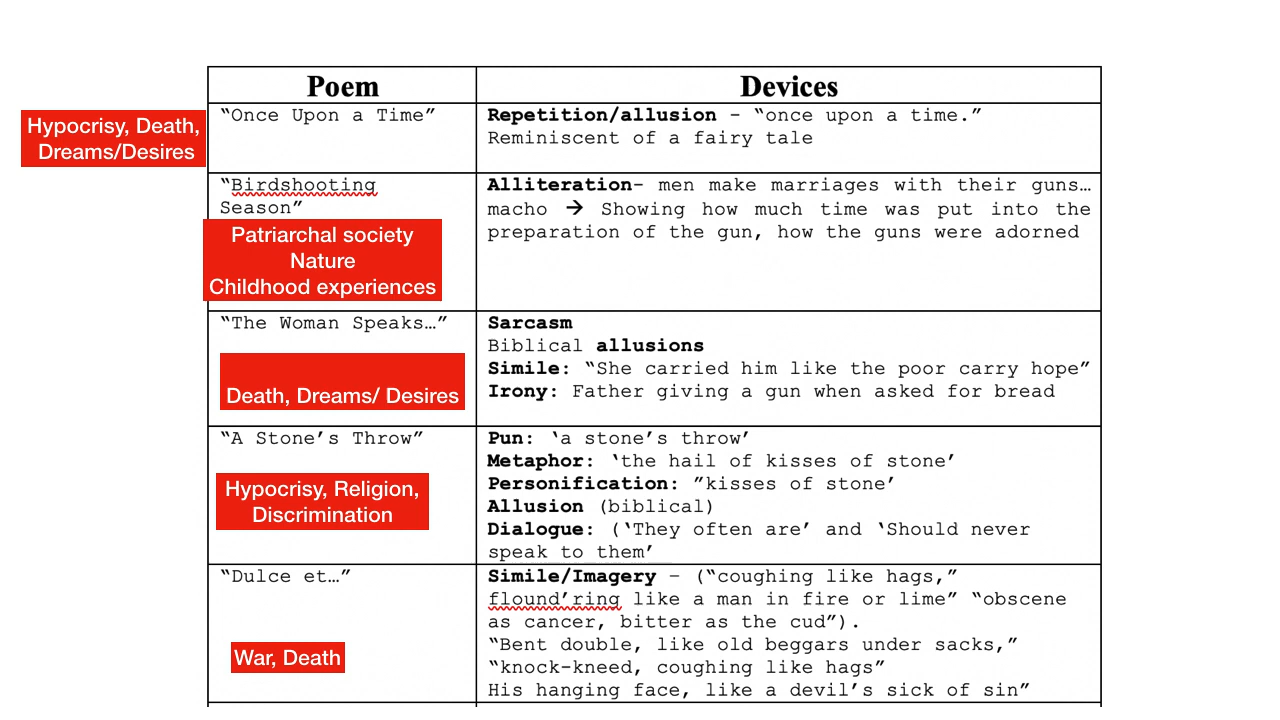 Poem
Devices
Hypocrisy, Death,
Dreams/Desires
“Once Upon a Time”
Repetition/allusion – “once upon a time.”
Reminiscent of a fairy tale
“Birdshooting
Season”
Patriarchal society
Nature
Childhood experiences
Alliteration– men make marriages with their guns…
macho → Showing how much time was put into the
preparation of the gun, how the guns were adorned
“The Woman Speaks…”
Death, Dreams/ Desires
Sarcasm
Biblical allusions
Simile: “She carried him like the poor carry hope”
Irony: Father giving a gun when asked for bread
“A Stone’s Throw”
Hypocrisy, Religion,
Discrimination
Pun: ‘a stone’s throw’
Metaphor: ‘the hail of kisses of stone’
Personification: ”kisses of stone’
Allusion (biblical)
Dialogue: (‘They often are’ and ‘Should never
speak to them’
“Dulce et…”
War, Death
Simile/Imagery – (“coughing like hags,”
flound’ring like a man in fire or lime” “obscene
as cancer, bitter as the cud”).
“Bent double, like old beggars under sacks,”
“knock-kneed, coughing like hags”
His hanging face, like a devil’s sick of sin”